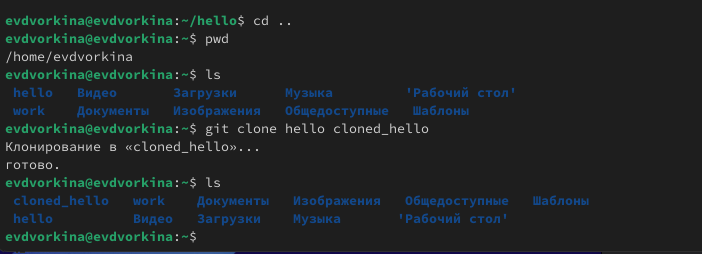 evdvorkina@evdvorkina:~/hello$ cd ..
evdvorkina@evdvorkina:~$ pwd
/home/evdvorkina
evdvorkina@evdvorkina:~$ ls
hello Видео Загрузки Музыка 'Рабочий стол'
work Документы Изображения Общедоступные Шаблоны
evdvorkina@evdvorkina:~$ git clone hello cloned_hello
Клонирование в «cloned_hello»...
готово.
evdvorkina@evdvorkina:~$ ls
cloned_hello work Документы Изображения Общедоступные Шаблоны
hello Видео Загрузки Музыка 'Рабочий стол'
evdvorkina@evdvorkina:~$